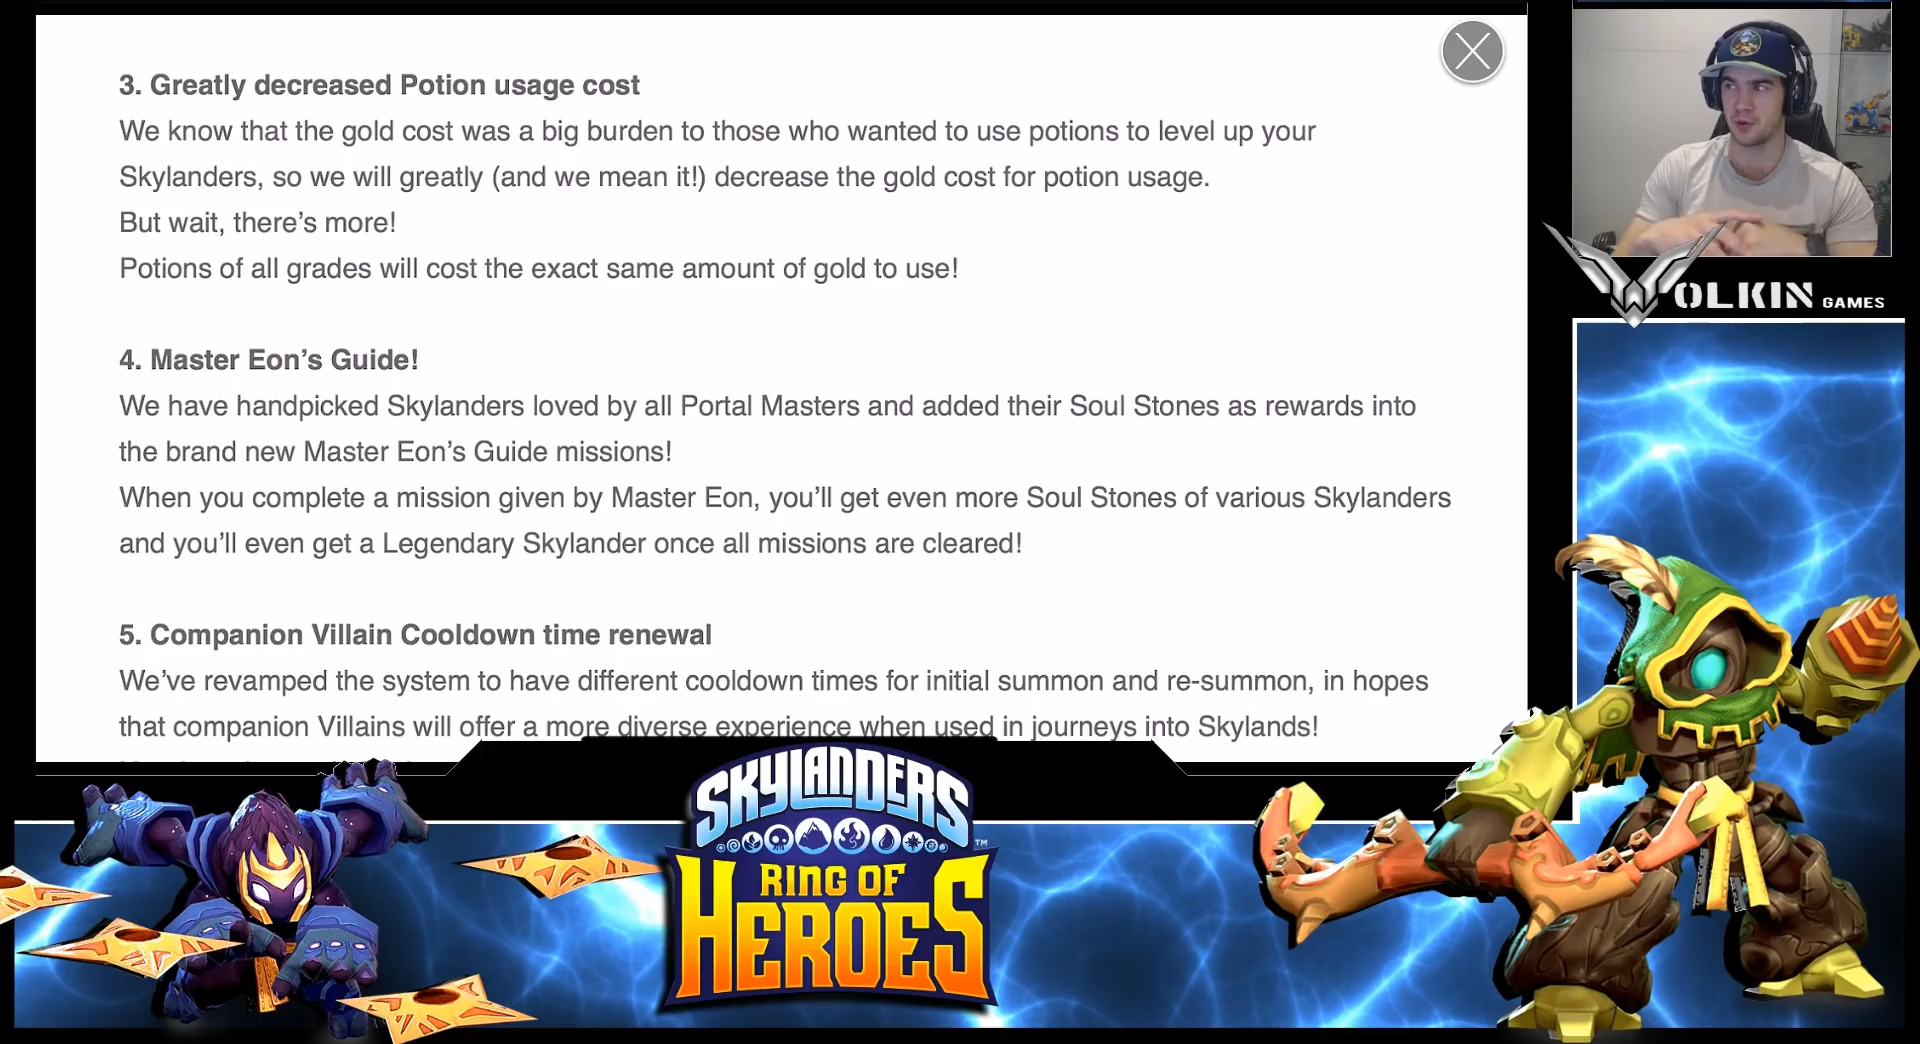 3. Greatly decreased Potion usage cost
We know that the gold cost was a big burden to those who wanted to use potions to level up your
Skylanders, so we will greatly (and we mean it!) decrease the gold cost for potion usage.
But wait, there’s more!
Potions of all grades will cost the exact same amount of gold to use!
4. Master Eon’s Guide!
We have handpicked Skylanders loved by all Portal Masters and added their Soul Stones as rewards into
the brand new Master Eon’s Guide missions!
When you complete a mission given by Master Eon, you’ll get even more Soul Stones of various Skylanders
and you’ll even get a Legendary Skylander once all missions are cleared!
5. Companion Villain Cooldown time renewal
We’ve revamped the system to have different cooldown times for initial summon and re-summon, in hopes
that companion Villains will offer a more diverse experience when used in journeys into Skylands!
WOLKIN GAMES
SKYLANDERS™
RING OF
HEROES